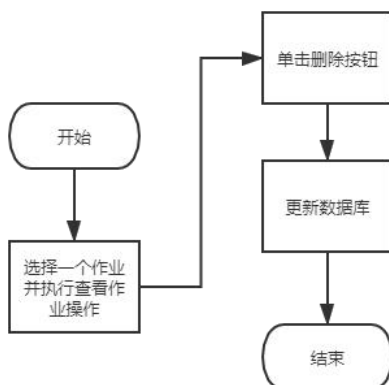 开始
选择一个作业
并执行查看作
业操作
单击删除按钮
更新数据库
结束